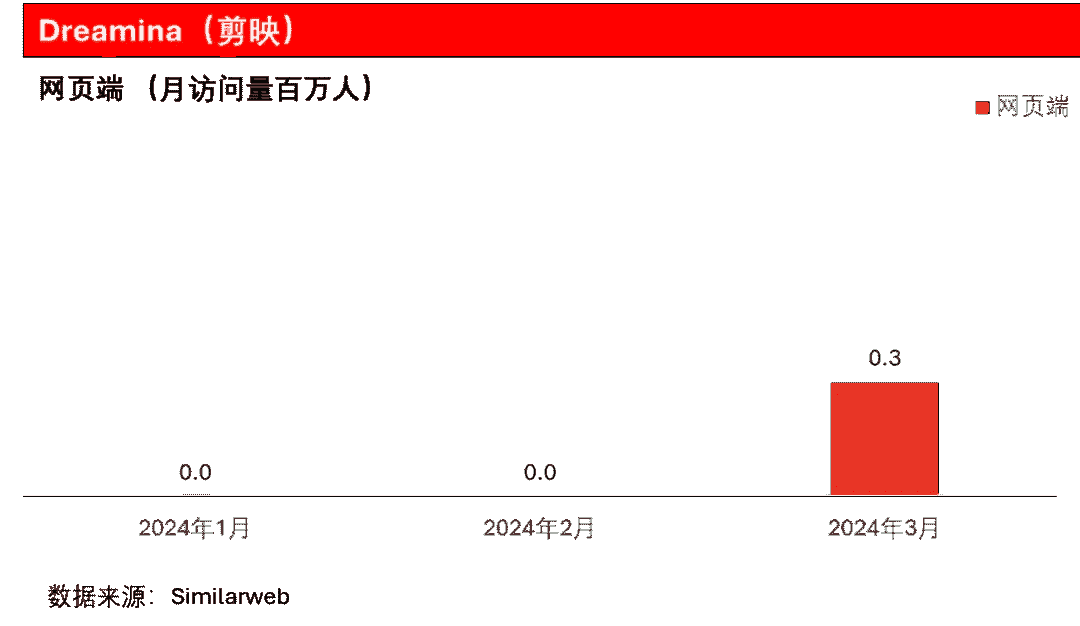 Dreamina（剪映）
网页端 （月访问量百万人）
网页端
0.3
0.0
0.0
2024年1月
2024年2月
2024年3月
数据来源：Similarweb